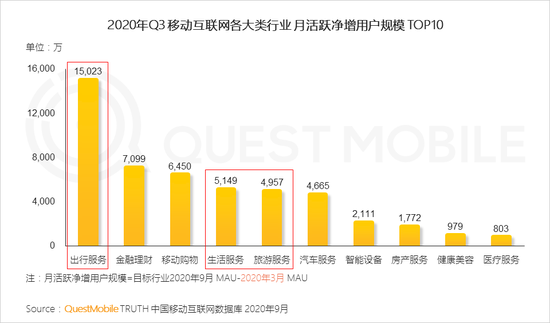 2020年Q3 移动互联网各大类行业 月活跃净增用户规模 TOP10
单位：万
16,000
12,000
8,000
4,000
0
15,023
7,099
6,450
5,149
4,957
4,665
2,111
1,772
979
803
QUEST MOBILE
出行服务 金融理财 移动购物 生活服务 旅游服务 汽车服务 智能设备 房产服务 健康美容 医疗服务
注：月活跃净增用户规模=目标行业2020年9月 MAU-2020年3月 MAU
Source：QuestMobile TRUTH 中国移动互联网数据库 2020年9月